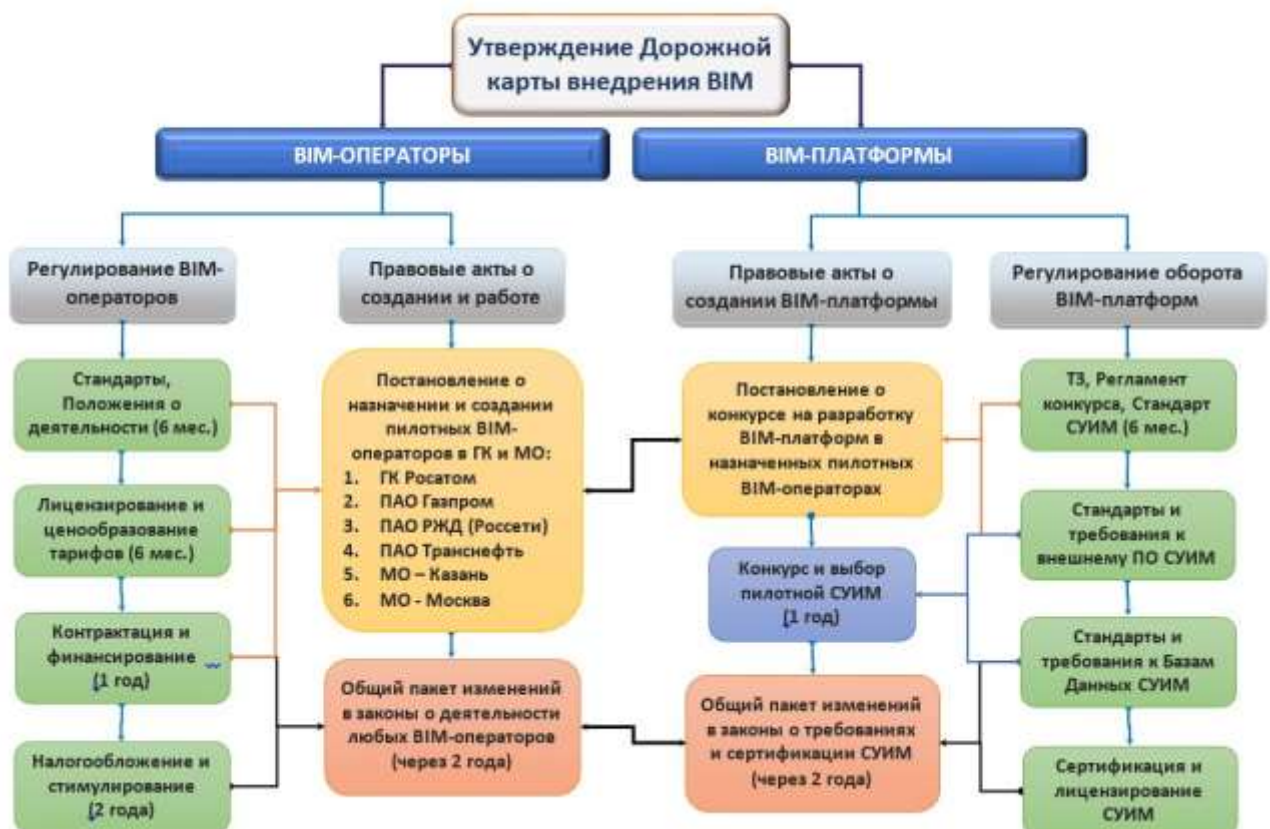 Утверждение Дорожной
карты внедрения BIM
BIM-ОПЕРАТОРЫ
BIM-ПЛАТФОРМЫ
Регулирование BIM-
операторов
Правовые акты о
создании и работе
Правовые акты о
создании BIM-платформы
Регулирование оборота
BIM-платформ
Стандарты,
Положения о
деятельности (6 мес.)
Лицензирование и
ценообразование
тарифов (6 мес.)
Контрактация и
финансирование
(1 год)
Налогообложение и
стимулирование
(2 года)
Постановление о
назначении и создании
пилотных BIM-
операторов в ГК и МО:
1. ГК Росатом
2. ПАО Газпром
3. ПАО РЖД (Россети)
4. ПАО Транснефть
5. МО – Казань
6. МО - Москва
Общий пакет изменений
в законы о деятельности
любых BIM-операторов
(через 2 года)
Постановление о
конкурсе на разработку
BIM-платформ в
назначенных пилотных
BIM-операторах
Конкурс и выбор
пилотной СУИМ
(1 год)
Общий пакет изменений
в законы о требованиях
и сертификации СУИМ
(через 2 года)
ТЗ, Регламент
конкурса, Стандарт
СУИМ (6 мес.)
Стандарты и
требования к
внешнему ПО СУИМ
Стандарты и
требования к Базам
Данных СУИМ
Сертификация и
лицензирование
СУИМ